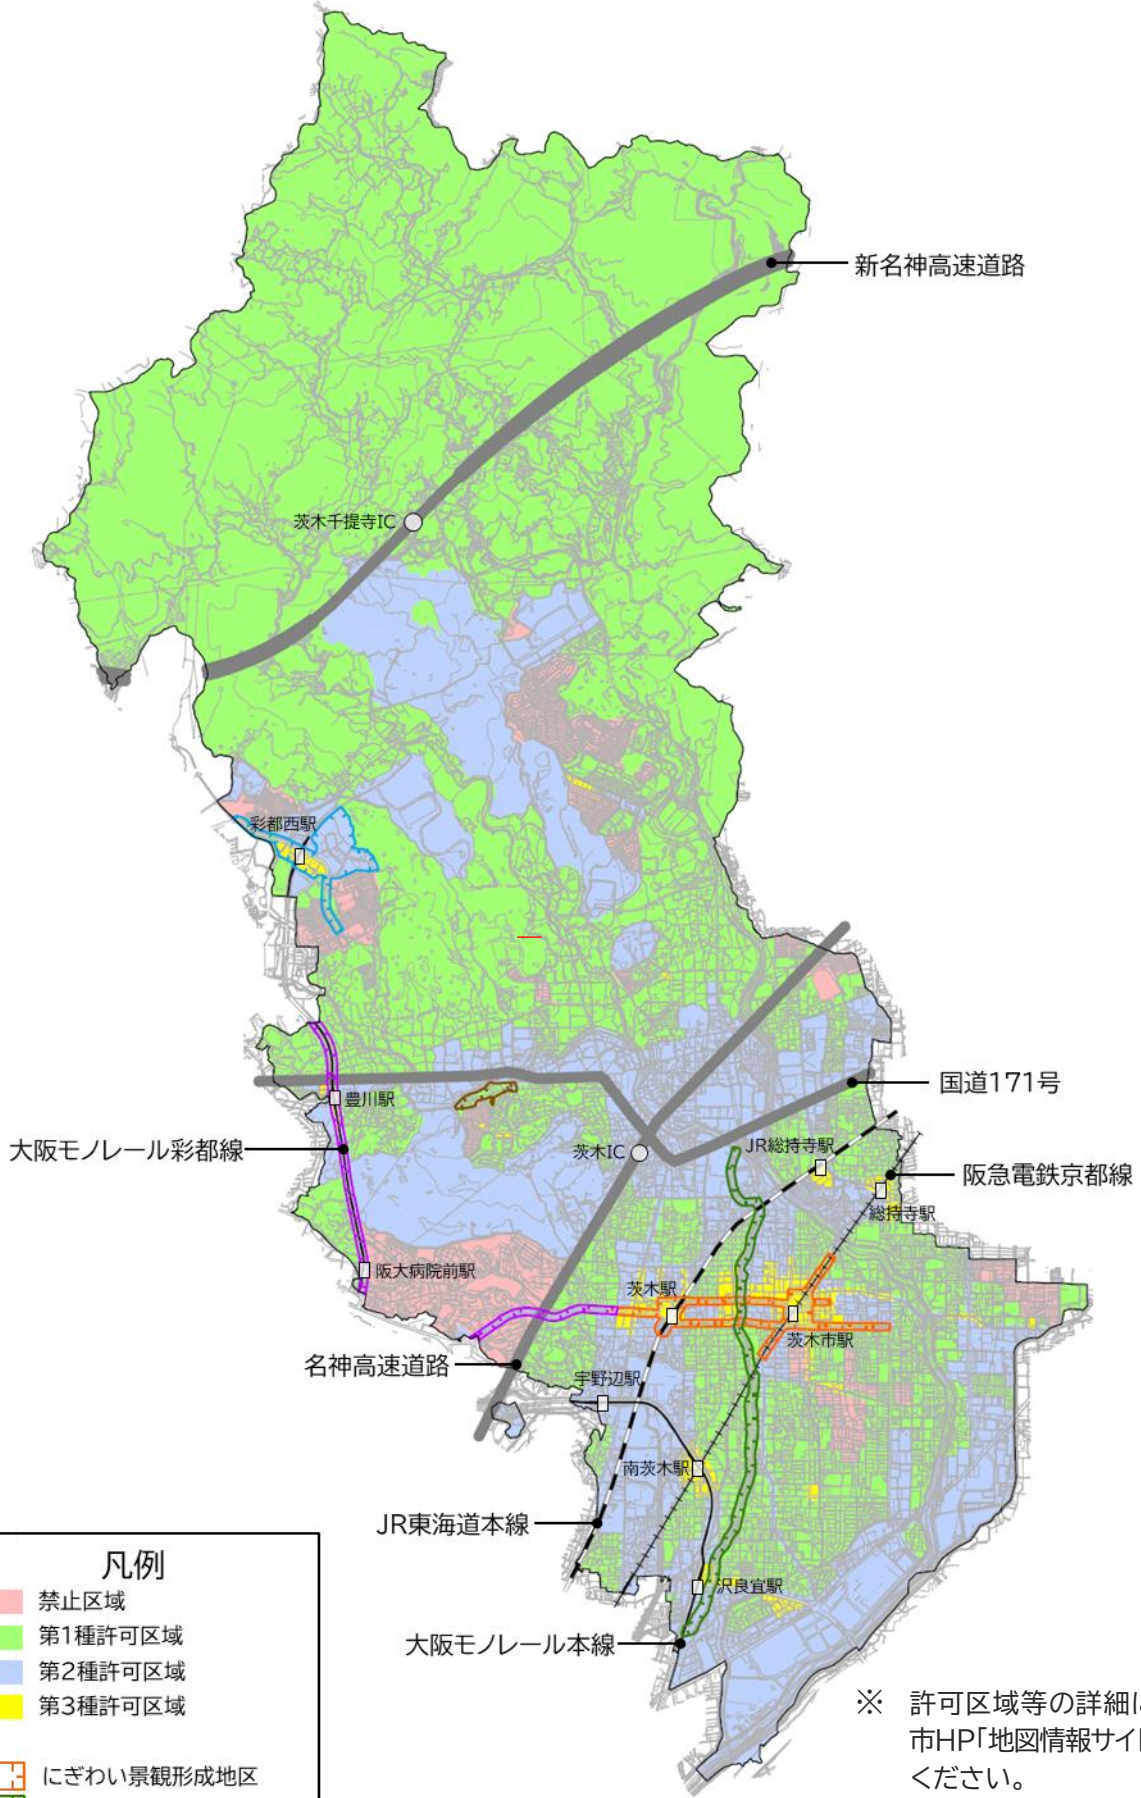 新名神高速道路
茨木千提寺IC
彩都西駅
国道171号
豊川駅
大阪モノレール彩都線
茨木IC
JR総持寺駅
阪急電鉄京都線
総持寺駅
阪大病院前駅
茨木駅
茨木市駅
名神高速道路
宇野辺駅
南茨木駅
JR東海道本線
沢良宜駅
大阪モノレール本線
凡例
禁止区域
第1種許可区域
第2種許可区域
第3種許可区域
にぎわい景観形成地区
※ 許可区域等の詳細に
市HP「地図情報サイト
ください。